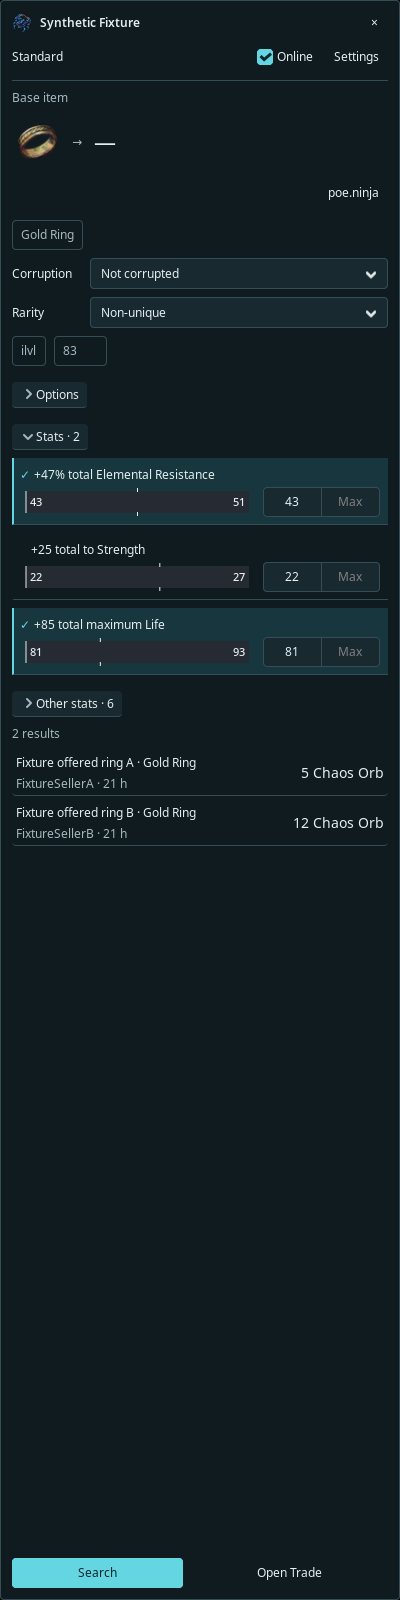 Synthetic Fixture ×
Standard Online Settings
Base item
→ —
poe.ninja
Gold Ring
Corruption Not corrupted
Rarity Non-unique
ilvl 83
Options
Stats · 2
✓ +47% total Elemental Resistance
43 51 43 Max
+25 total to Strength
22 27 22 Max
✓ +85 total maximum Life
81 93 81 Max
Other stats · 6
2 results
Fixture offered ring A · Gold Ring
5 Chaos Orb
FixtureSellerA · 21 h
Fixture offered ring B · Gold Ring
12 Chaos Orb
FixtureSellerB · 21 h
Search Open Trade